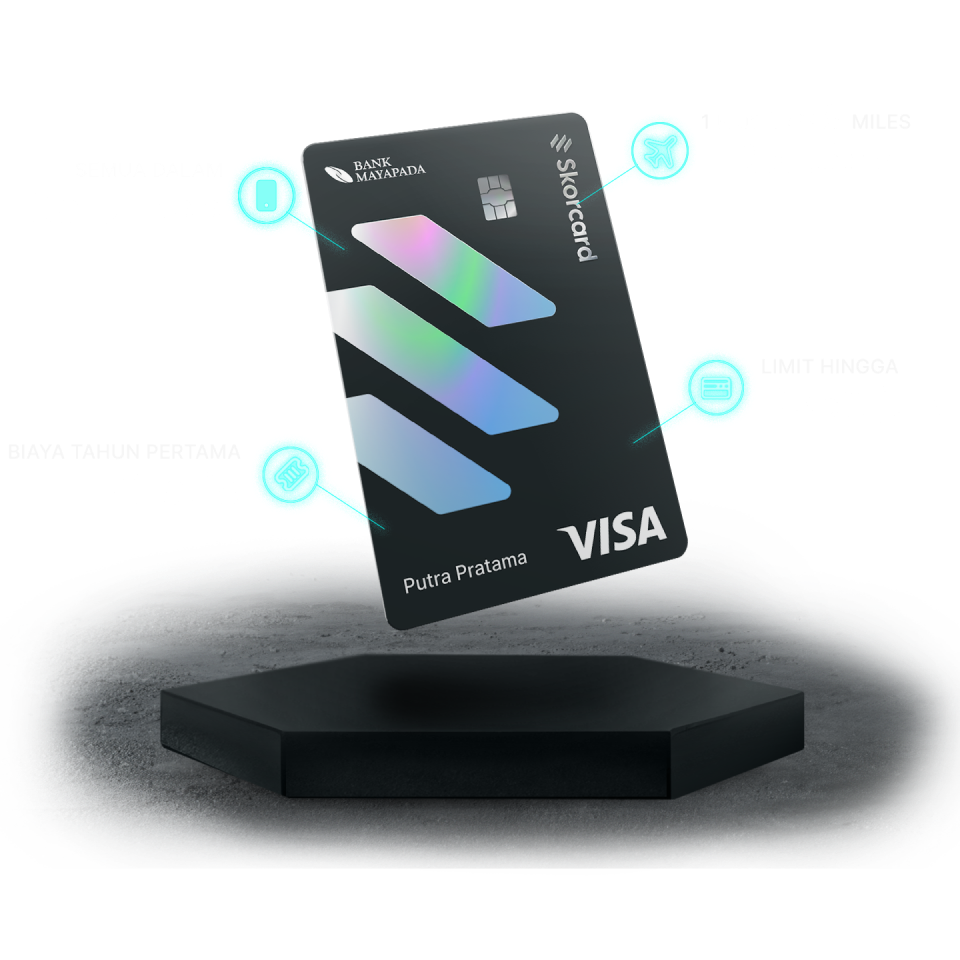 1 MILES
BANK
MAYAPADA
Skorcard
LIMIT HINGGA
BIAYA TAHUN PERTAMA
VISA
Putra Pratama